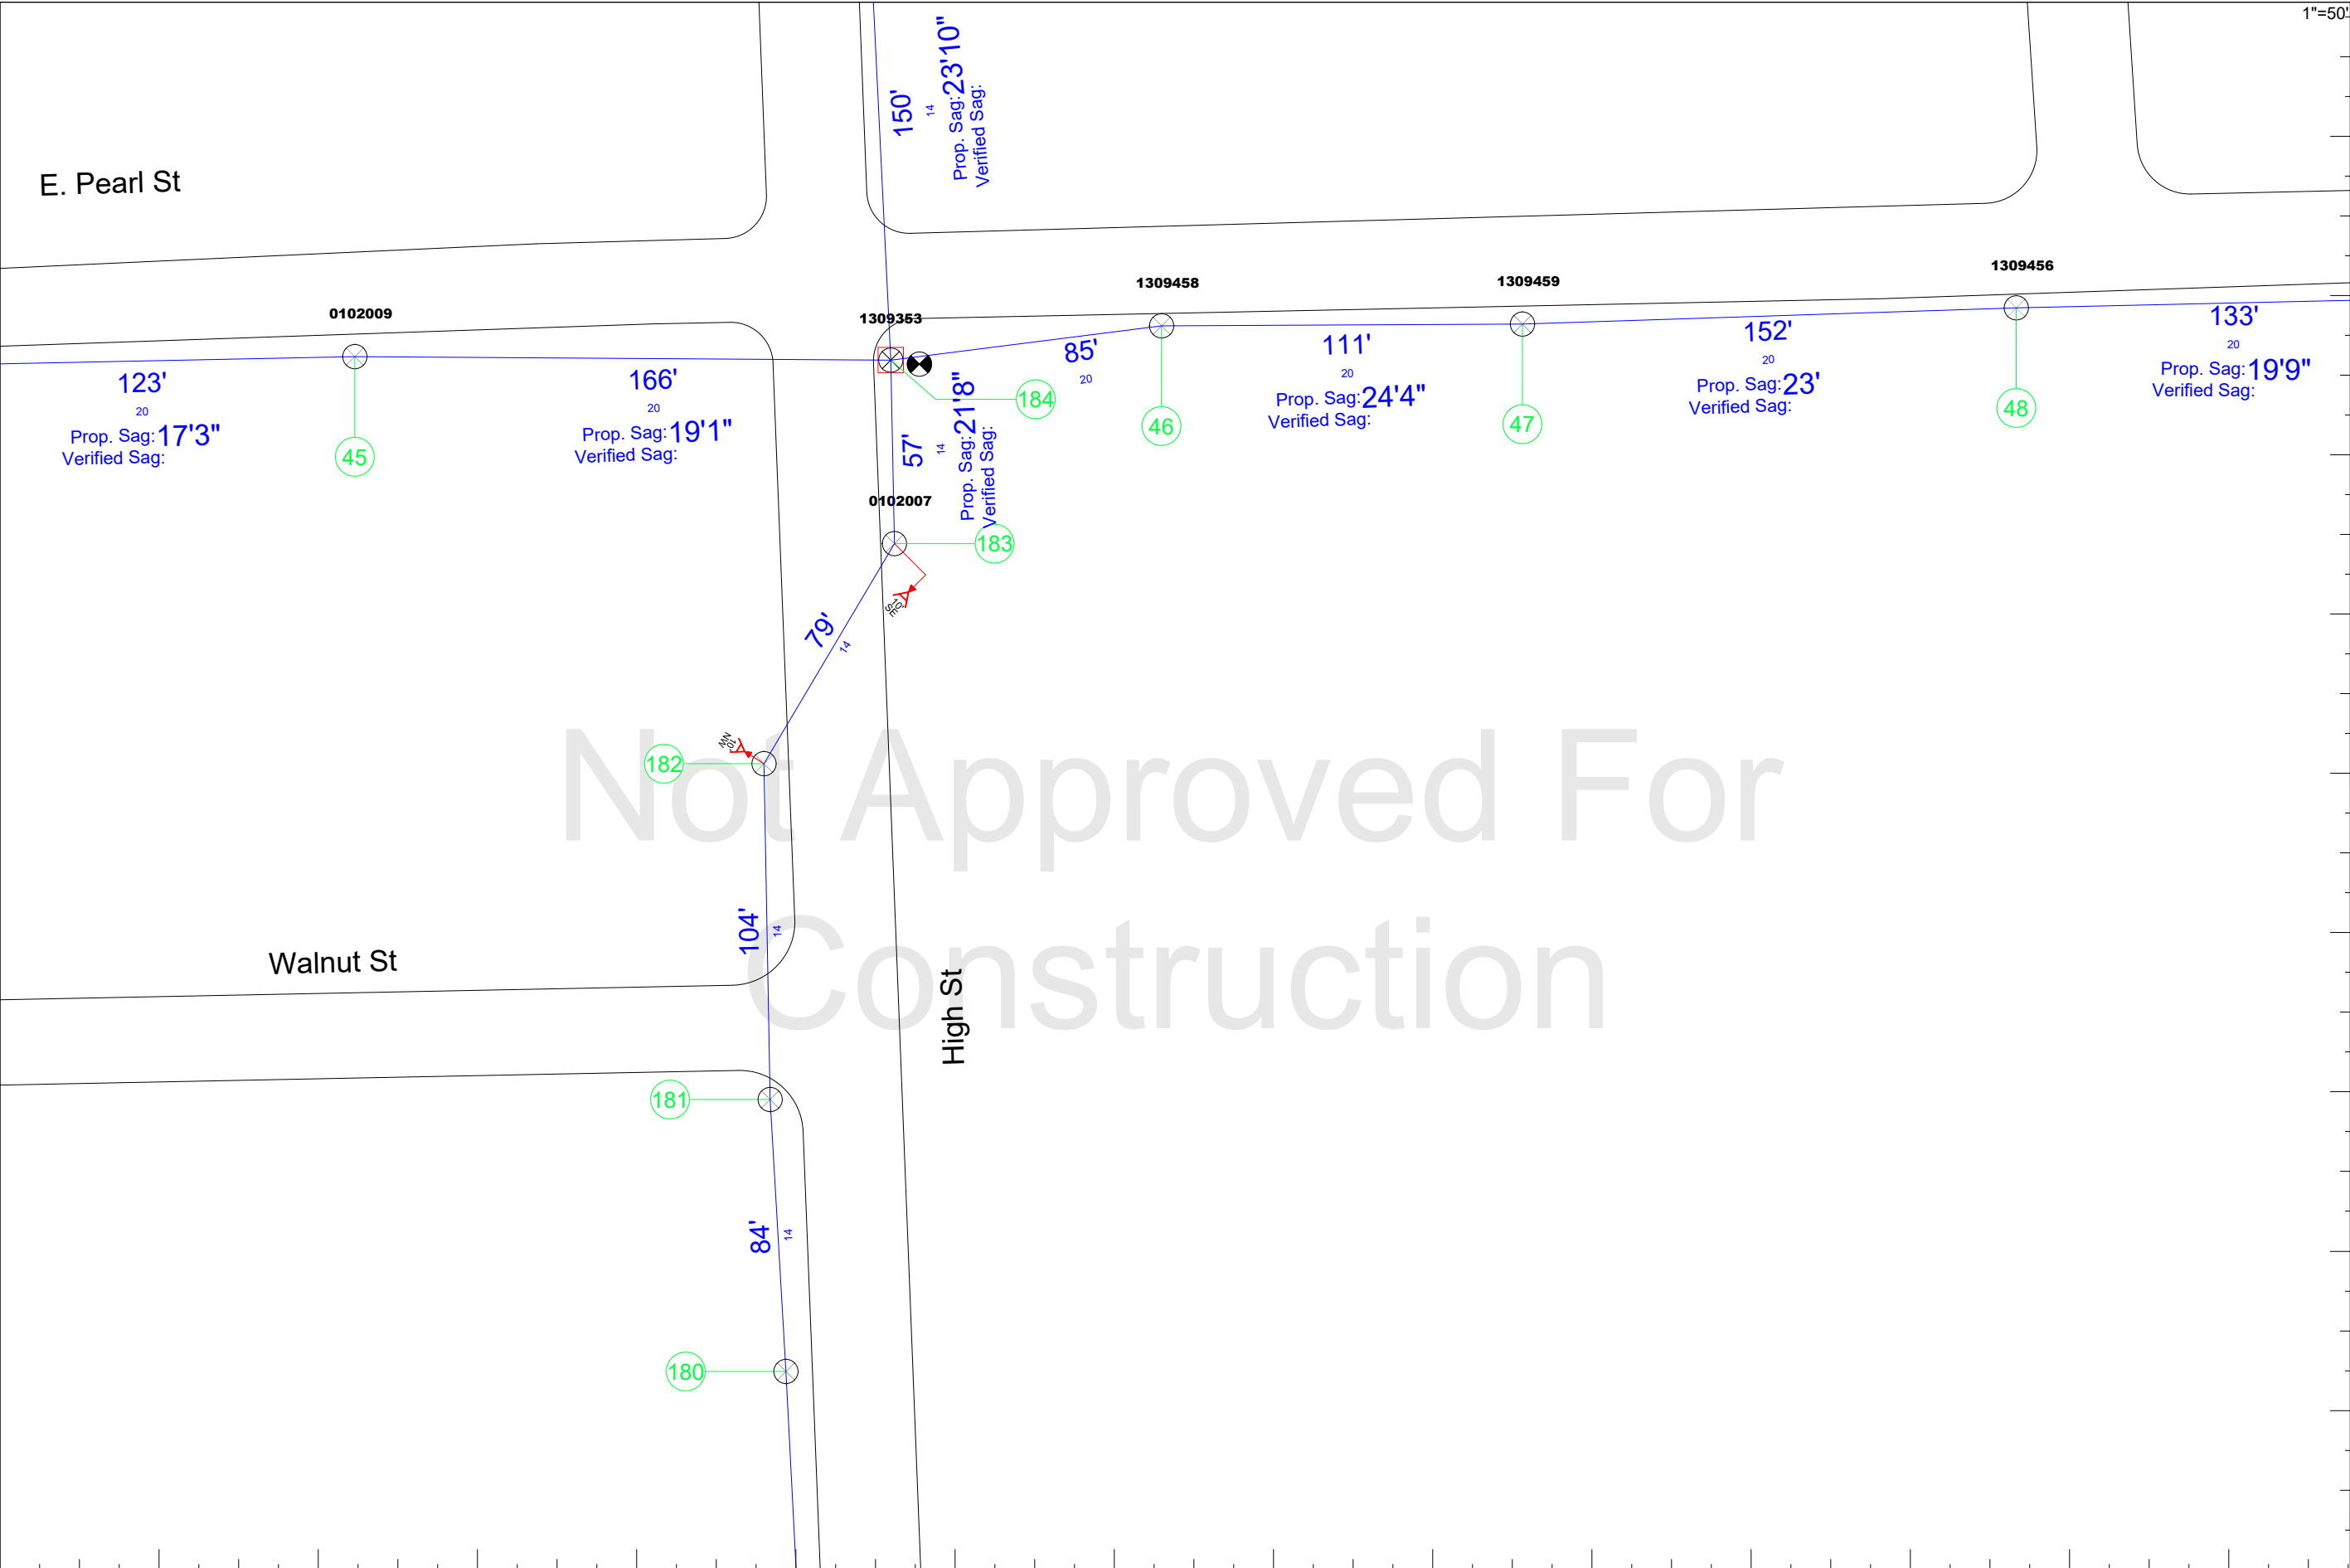 1"=50'
150'
14
Prop. Sag:23'10"
Verified Sag:
E. Pearl St
0102009
1309353
1309458
1309459
1309456
123'
20
Prop. Sag:17'3"
Verified Sag:
45
166'
20
Prop. Sag:19'1"
Verified Sag:
184
85'
20
46
111'
20
Prop. Sag:24'4"
Verified Sag:
47
152'
20
Prop. Sag:23'
Verified Sag:
48
133'
20
Prop. Sag:19'9"
Verified Sag:
57'
14
Prop. Sag:21'8"
Verified Sag:
0102007
183
10'
SE
79'
14
10'
NW
182
Not Approved For
Construction
104'
14
Walnut St
High St
181
84'
14
180